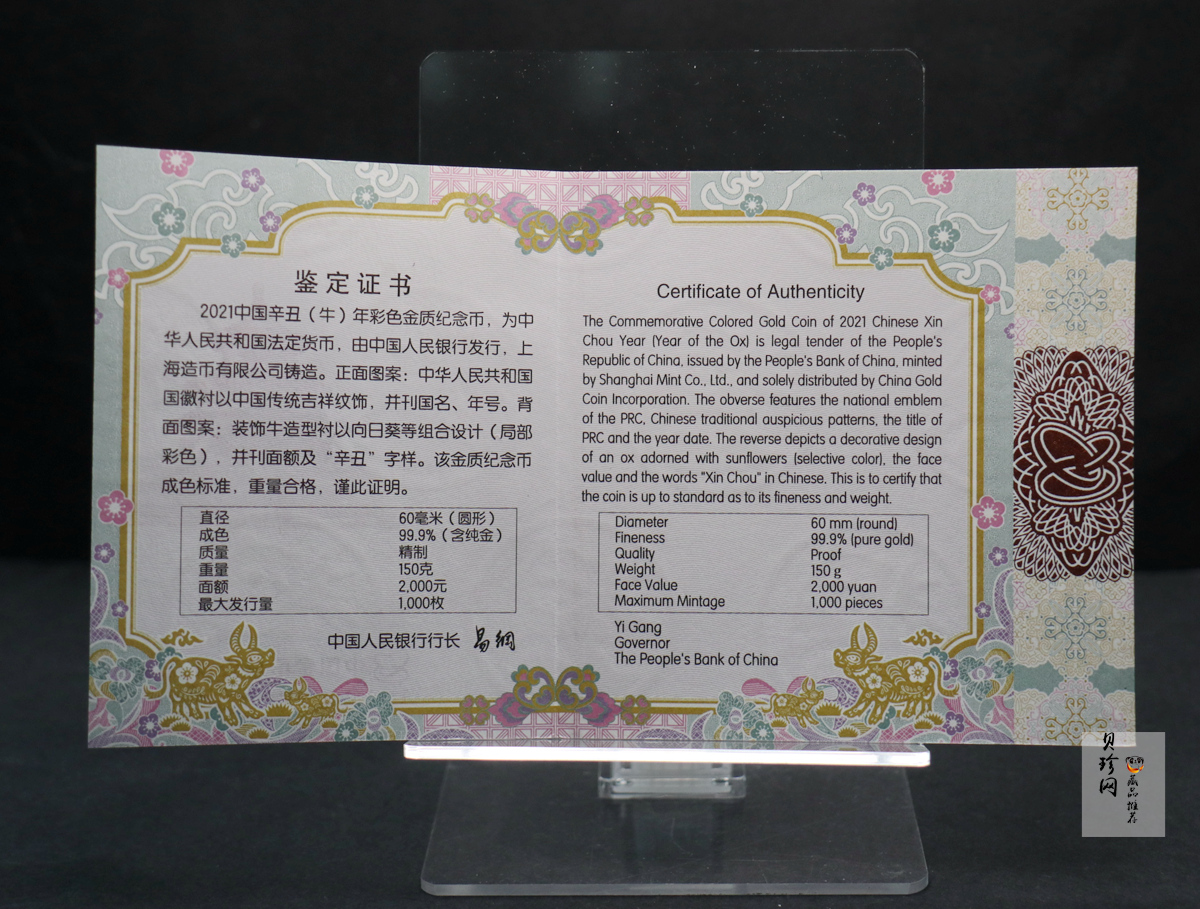 鉴定证书
2021中国辛丑（牛）年彩色金质纪念币，为中
华人民共和国法定货币，由中国人民银行发行，上
海造币有限公司铸造。正面图案：中华人民共和国
国徽衬以中国传统吉祥纹饰，并刊国名、年号。背
面图案：装饰牛造型衬以向日葵等组合设计（局部
彩色），并刊面额及“辛丑”字样。该金质纪念币
成色标准，重量合格，谨此证明。
直径 60毫米（圆形）
成色 99.9%（含纯金）
质量 精制
重量 150克
面额 2,000元
最大发行量 1,000枚
中国人民银行行长 易纲
Certificate of Authenticity
The Commemorative Colored Gold Coin of 2021 Chinese Xin
Chou Year (Year of the Ox) is legal tender of the People's
Republic of China, issued by the People's Bank of China, minted
by Shanghai Mint Co., Ltd., and solely distributed by China Gold
Coin Incorporation. The obverse features the national emblem
of the PRC, Chinese traditional auspicious patterns, the title of
PRC and the year date. The reverse depicts a decorative design
of an ox adorned with sunflowers (selective color), the face
value and the words "Xin Chou" in Chinese. This is to certify that
the coin is up to standard as to its fineness and weight.
Diameter 60 mm (round)
Fineness 99.9% (pure gold)
Quality Proof
Weight 150 g
Face Value 2,000 yuan
Maximum Mintage 1,000 pieces
Yi Gang
Governor
The People's Bank of China
贝珍网
藏品推荐